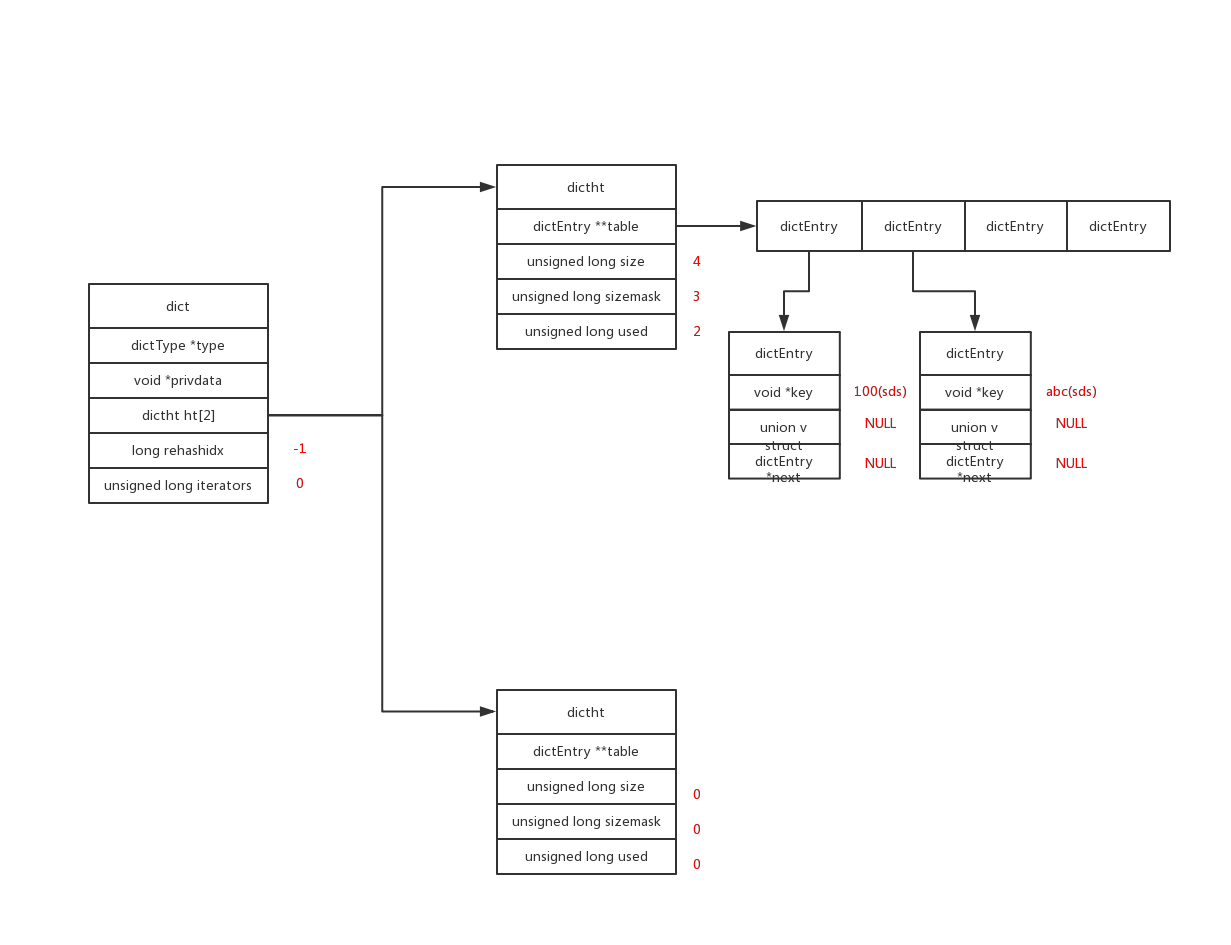 dict
dictType *type
void *privdata
dictht ht[2]
long rehashidx
-1
unsigned long iterators
0
dictht
dictEntry **table
unsigned long size
4
unsigned long sizemask
3
unsigned long used
2
dictEntry
dictEntry
dictEntry
dictEntry
dictEntry
void *key
100(sds)
union v
NULL
struct
dictEntry
*next
NULL
dictEntry
void *key
abc(sds)
union v
NULL
struct
dictEntry
*next
NULL
dictht
dictEntry **table
unsigned long size
0
unsigned long sizemask
0
unsigned long used
0